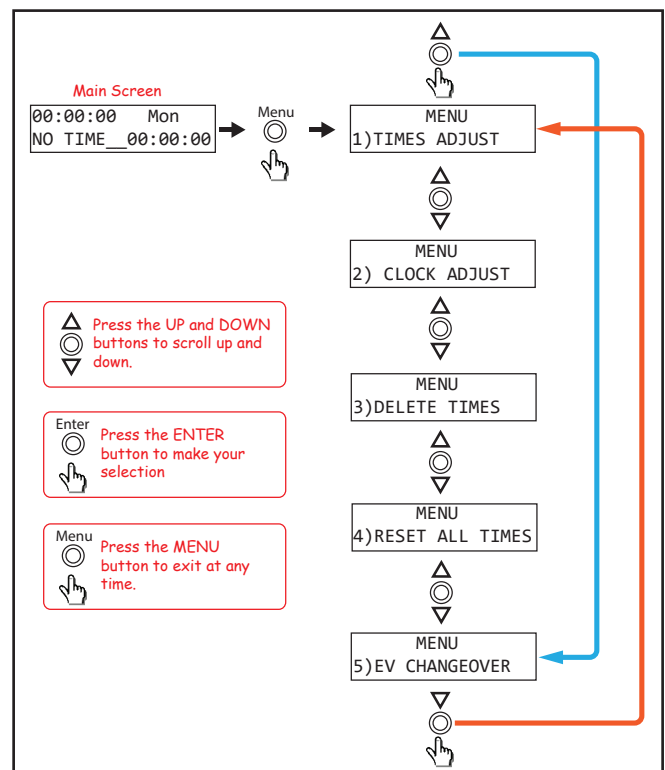 Main Screen
00:00:00 Mon
NO TIME__00:00:00
Menu
MENU
1)TIMES ADJUST
MENU
2) CLOCK ADJUST
Press the UP and DOWN
buttons to scroll up and
down.
MENU
3)DELETE TIMES
Enter
Press the ENTER
button to make your
selection
MENU
4)RESET ALL TIMES
Menu
Press the MENU
button to exit at any
time.
MENU
5)EV CHANGEOVER